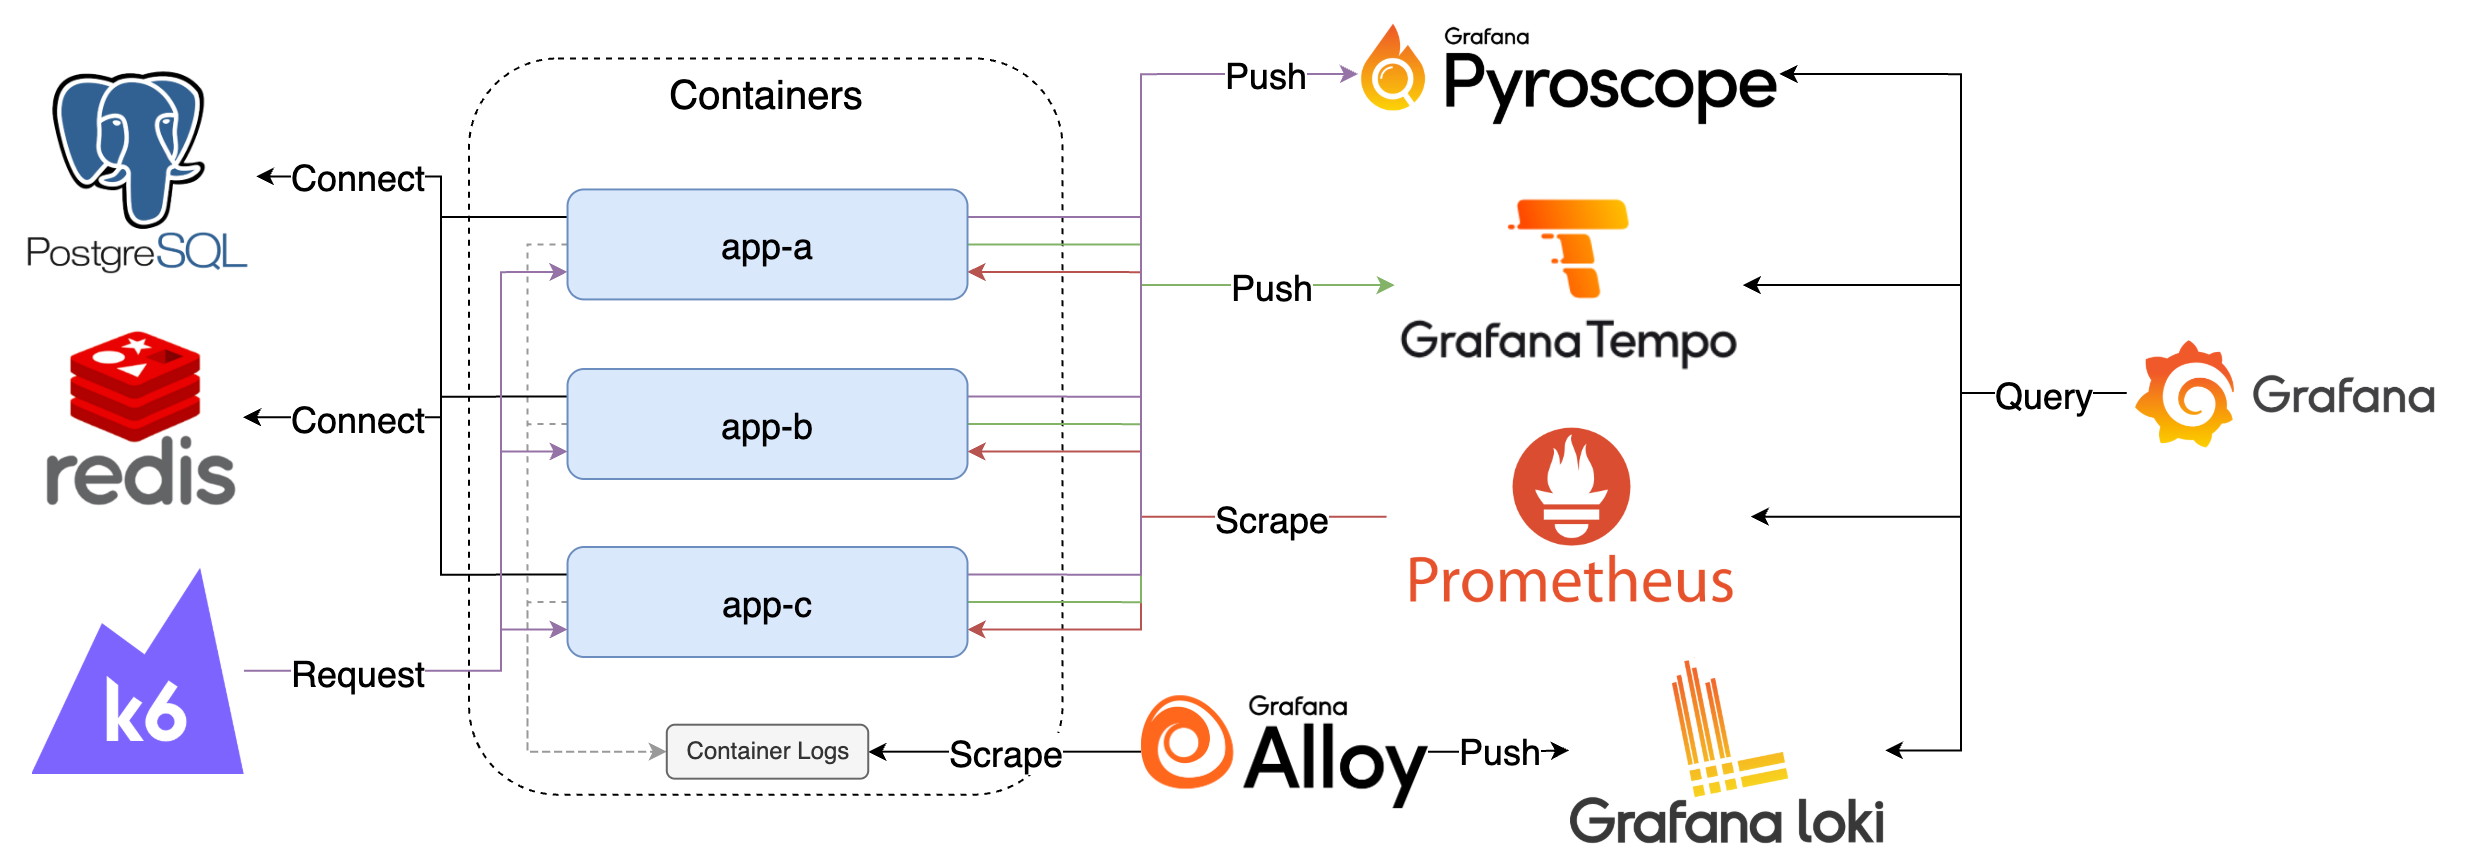 Containers
Grafana
Pyroscope
Push
PostgreSQL
Connect
app-a
Push
Grafana Tempo
redis
Connect
app-b
Query
Grafana
Scrape
Prometheus
k6
Request
app-c
Container Logs
Scrape
Grafana
Alloy
Push
Grafana loki